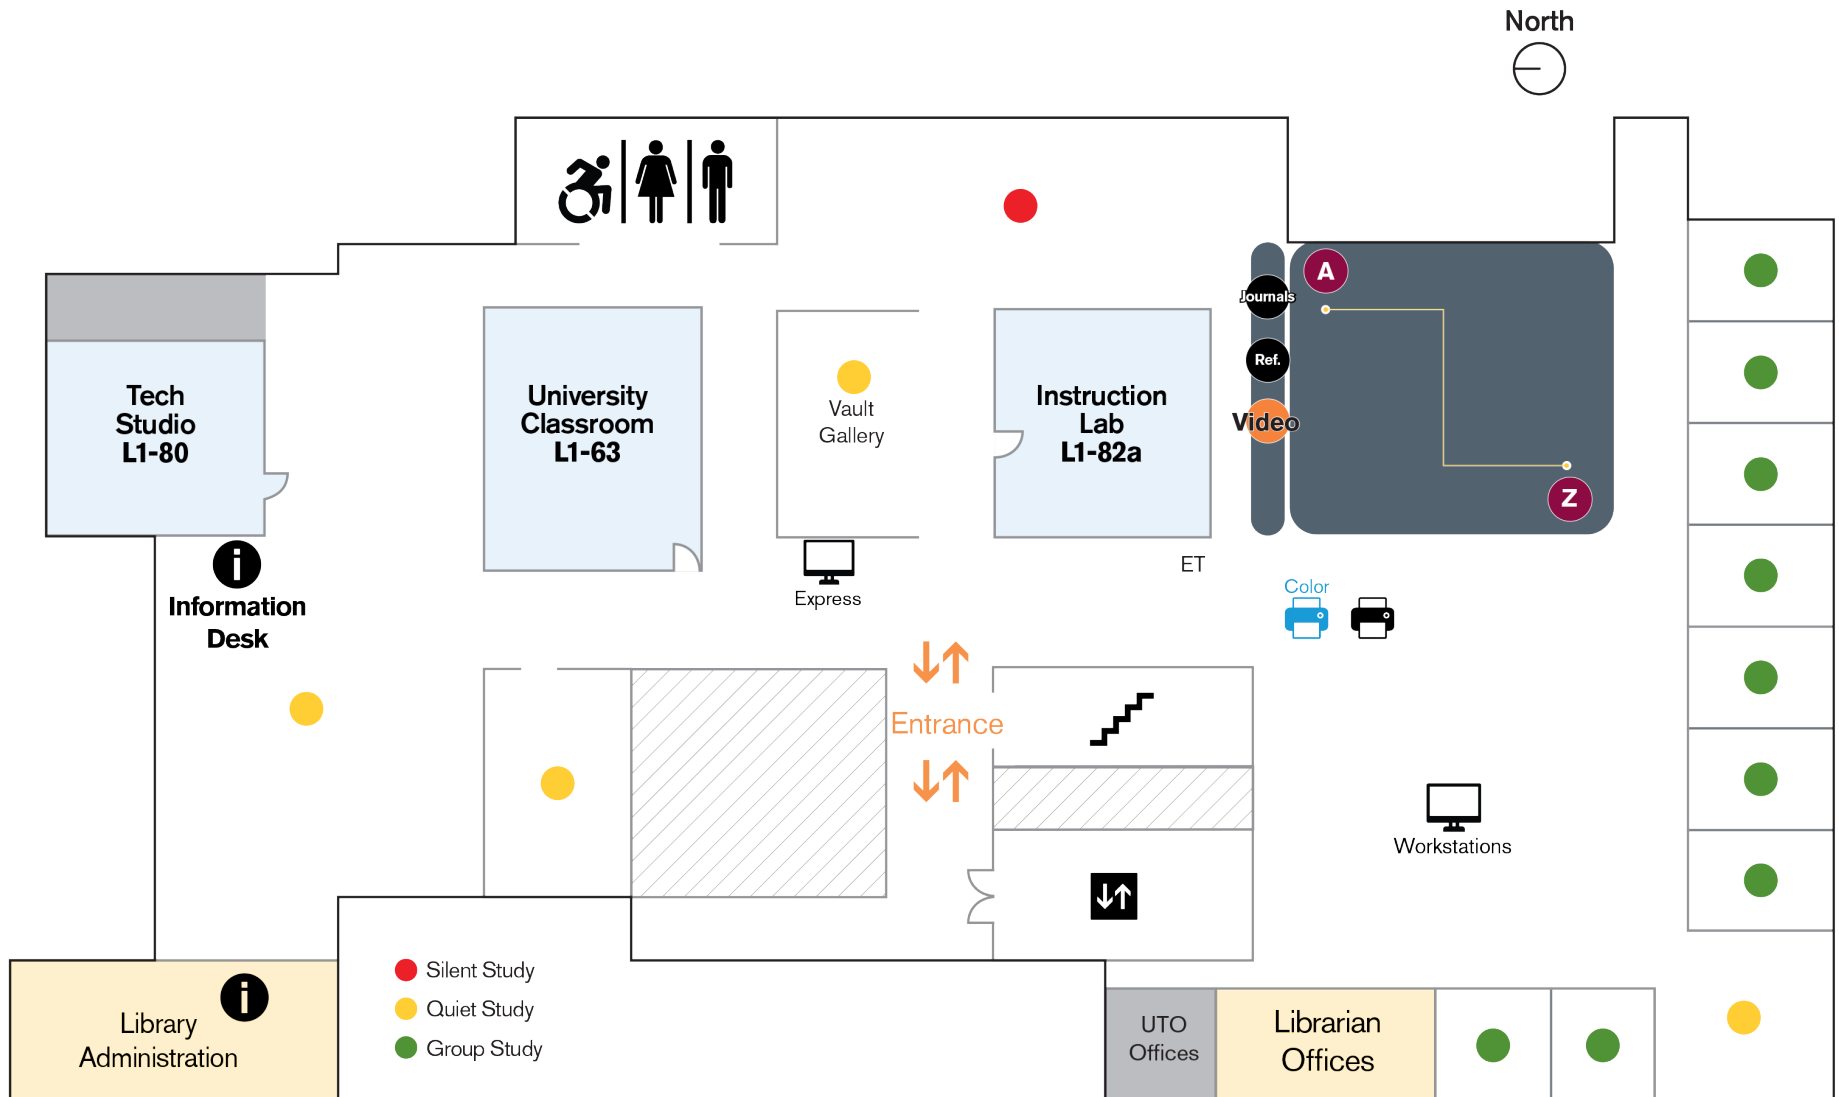 North
A
Journals
Ref.
Video
Z
Tech
Studio
L1-80
University
Classroom
L1-63
Vault
Gallery
Instruction
Lab
L1-82a
i
Information
Desk
Express
ET
Color
Entrance
Workstations
i
Library
Administration
Silent Study
Quiet Study
Group Study
UTO
Offices
Librarian
Offices